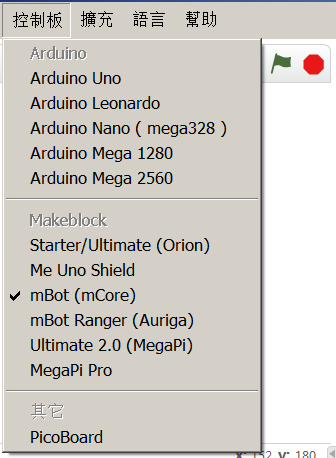 控制板 擴充 語言 幫助
Arduino
Arduino Uno
Arduino Leonardo
Arduino Nano ( mega328 )
Arduino Mega 1280
Arduino Mega 2560
Makeblock
Starter/Ultimate (Orion)
Me Uno Shield
mBot (mCore)
mBot Ranger (Auriga)
Ultimate 2.0 (MegaPi)
MegaPi Pro
其它
PicoBoard
x: 152 y: 180